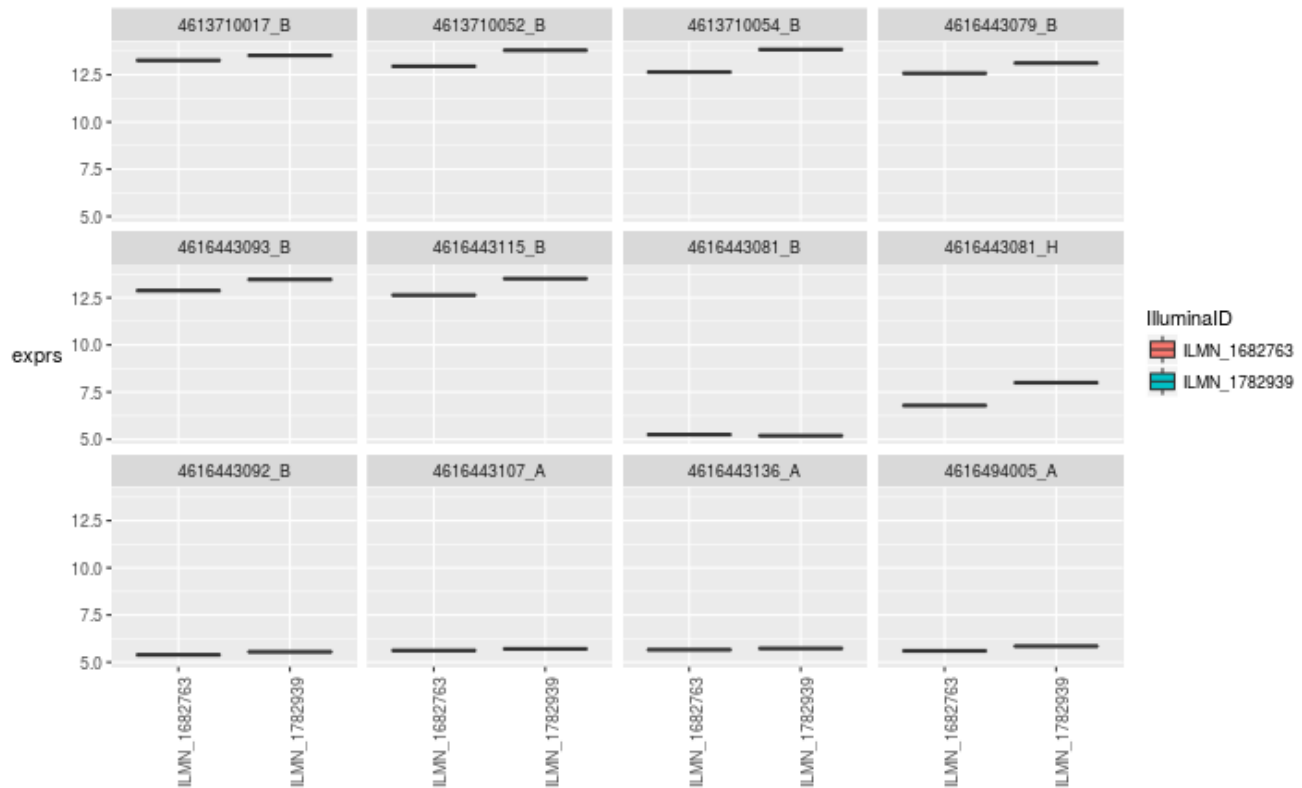 4613710017_B 4613710052_B 4613710054_B 4616443079_B
12.5
10.0
7.5
5.0
4616443093_B 4616443115_B 4616443081_B 4616443081_H
12.5
10.0
7.5
5.0
exprs
IlluminaID
ILMN_1682763
ILMN_1782939
4616443092_B 4616443107_A 4616443136_A 4616494005_A
12.5
10.0
7.5
5.0
ILMN_1682763
ILMN_1782939
ILMN_1682763
ILMN_1782939
ILMN_1682763
ILMN_1782939
ILMN_1682763
ILMN_1782939